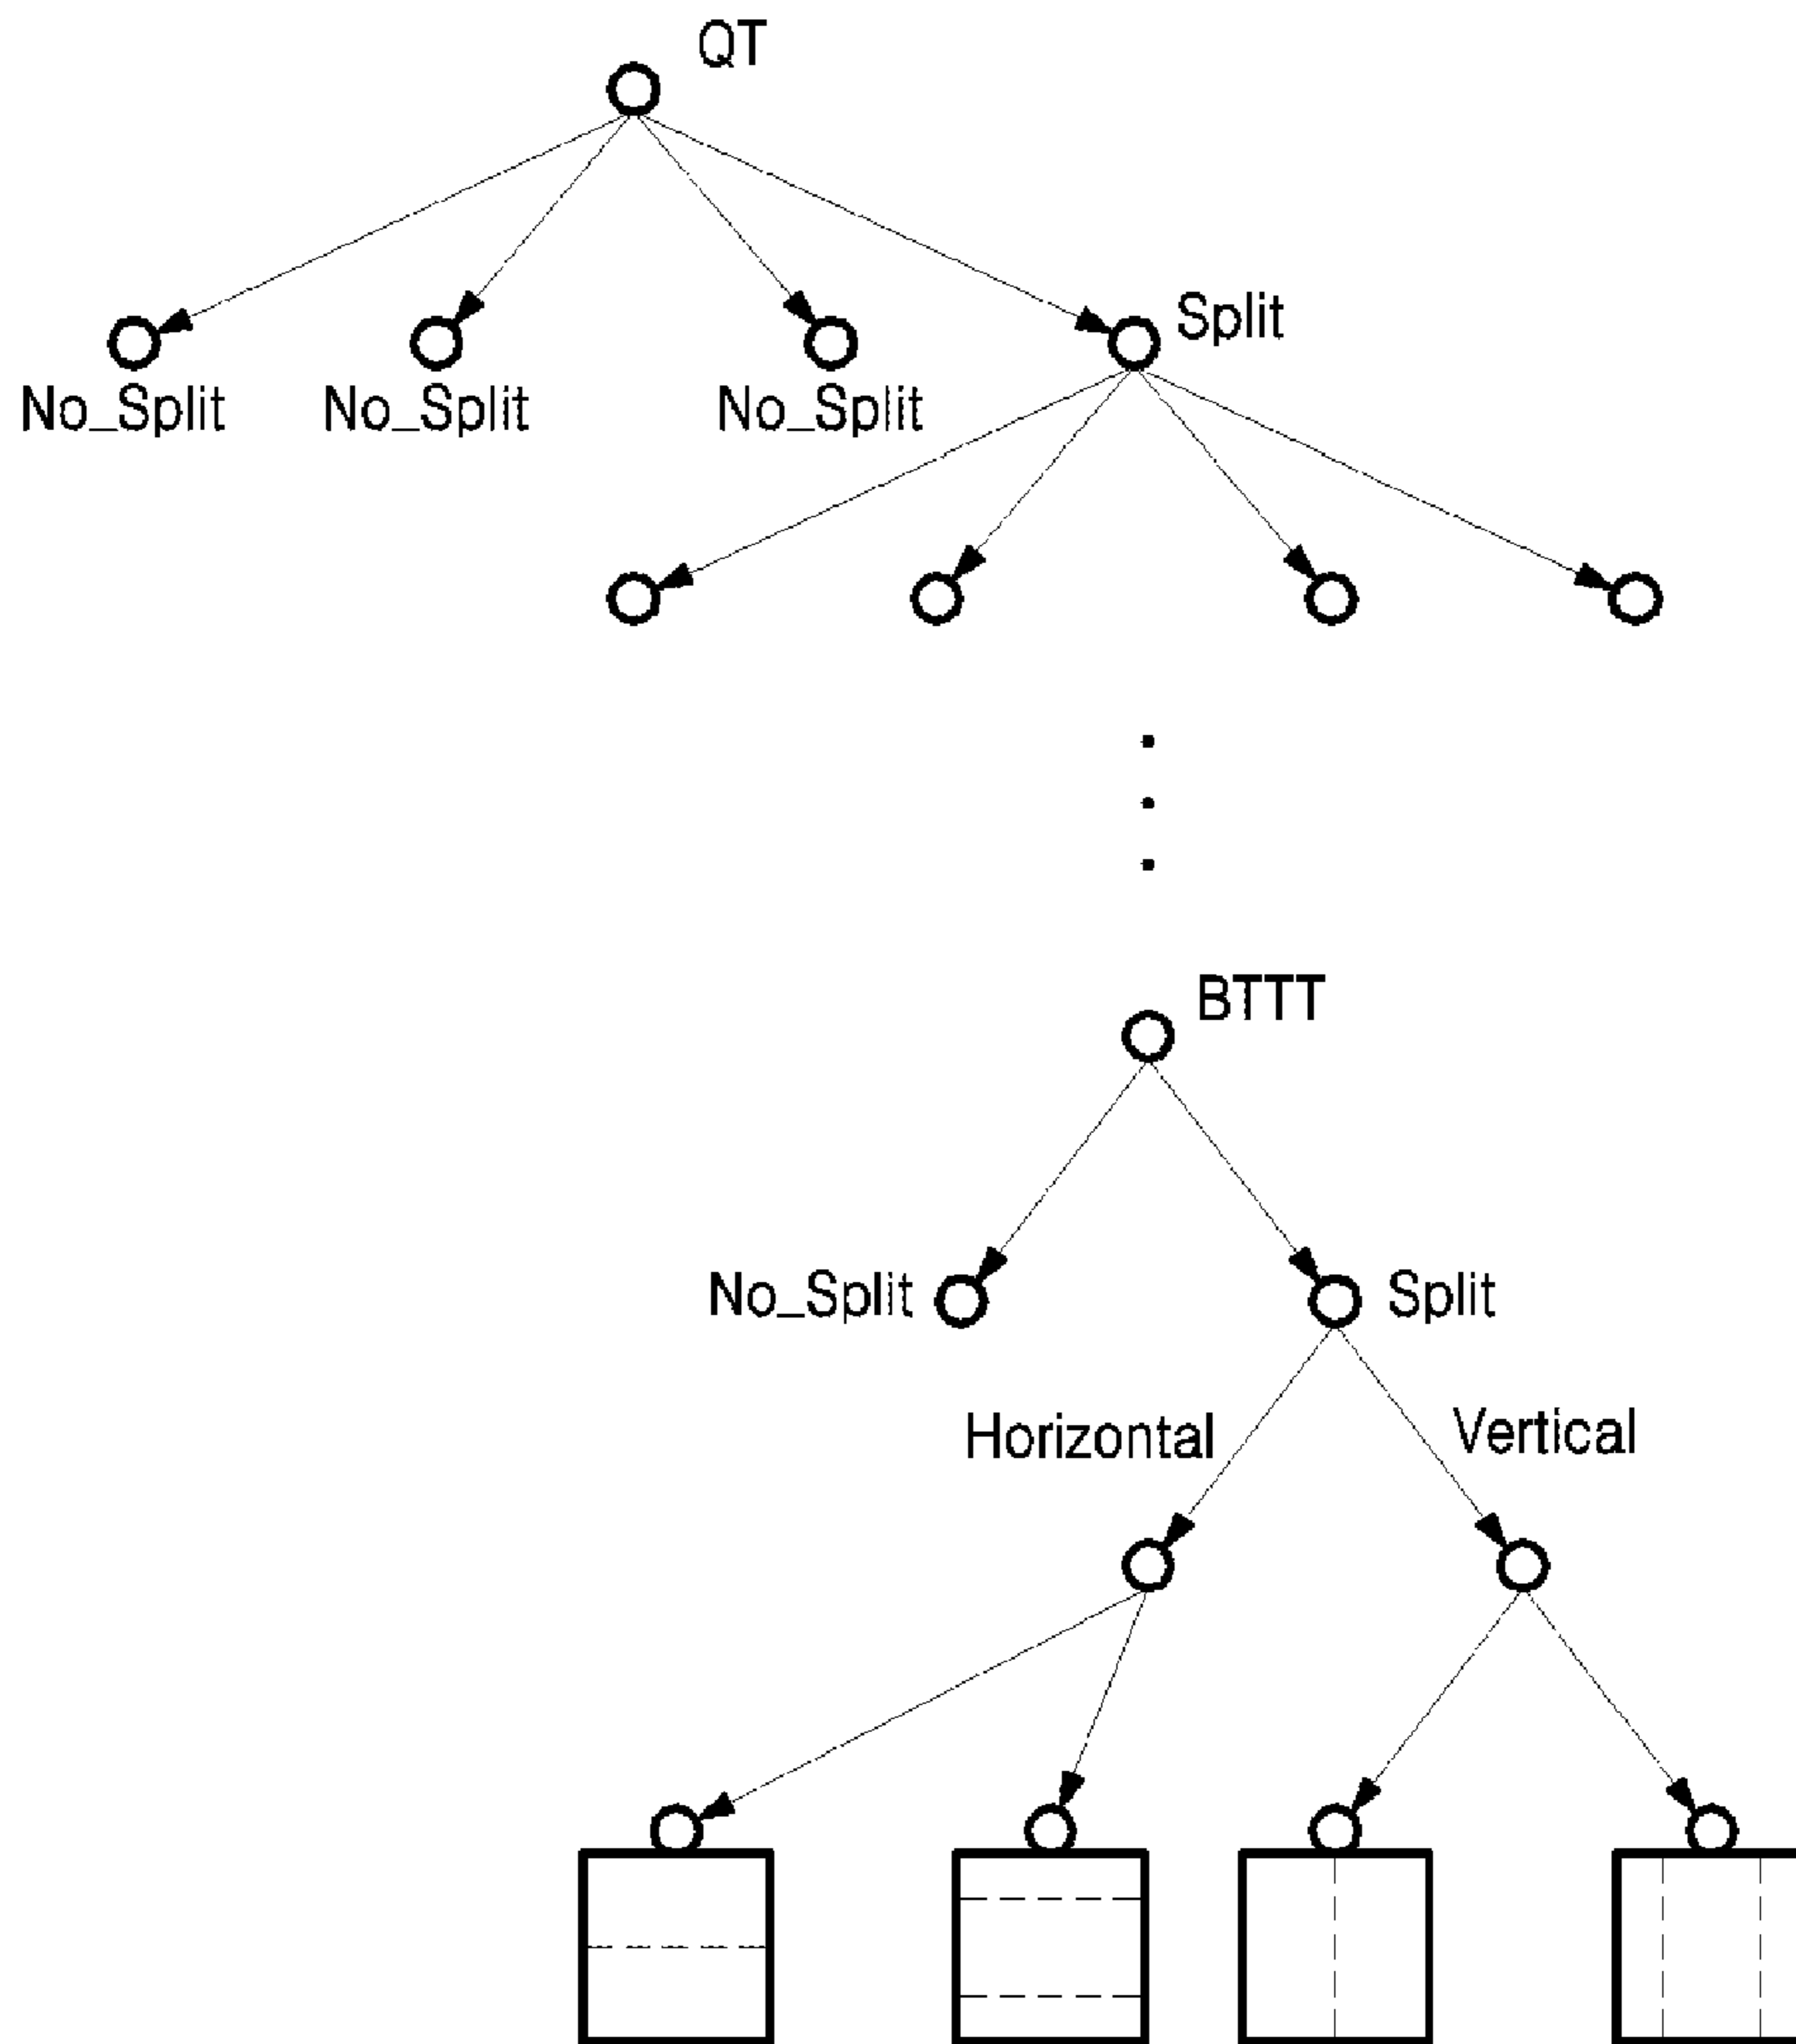 QT
Split
No_Split
No_Split
No_Split
BTTT
No_Split
Split
Horizontal
Vertical